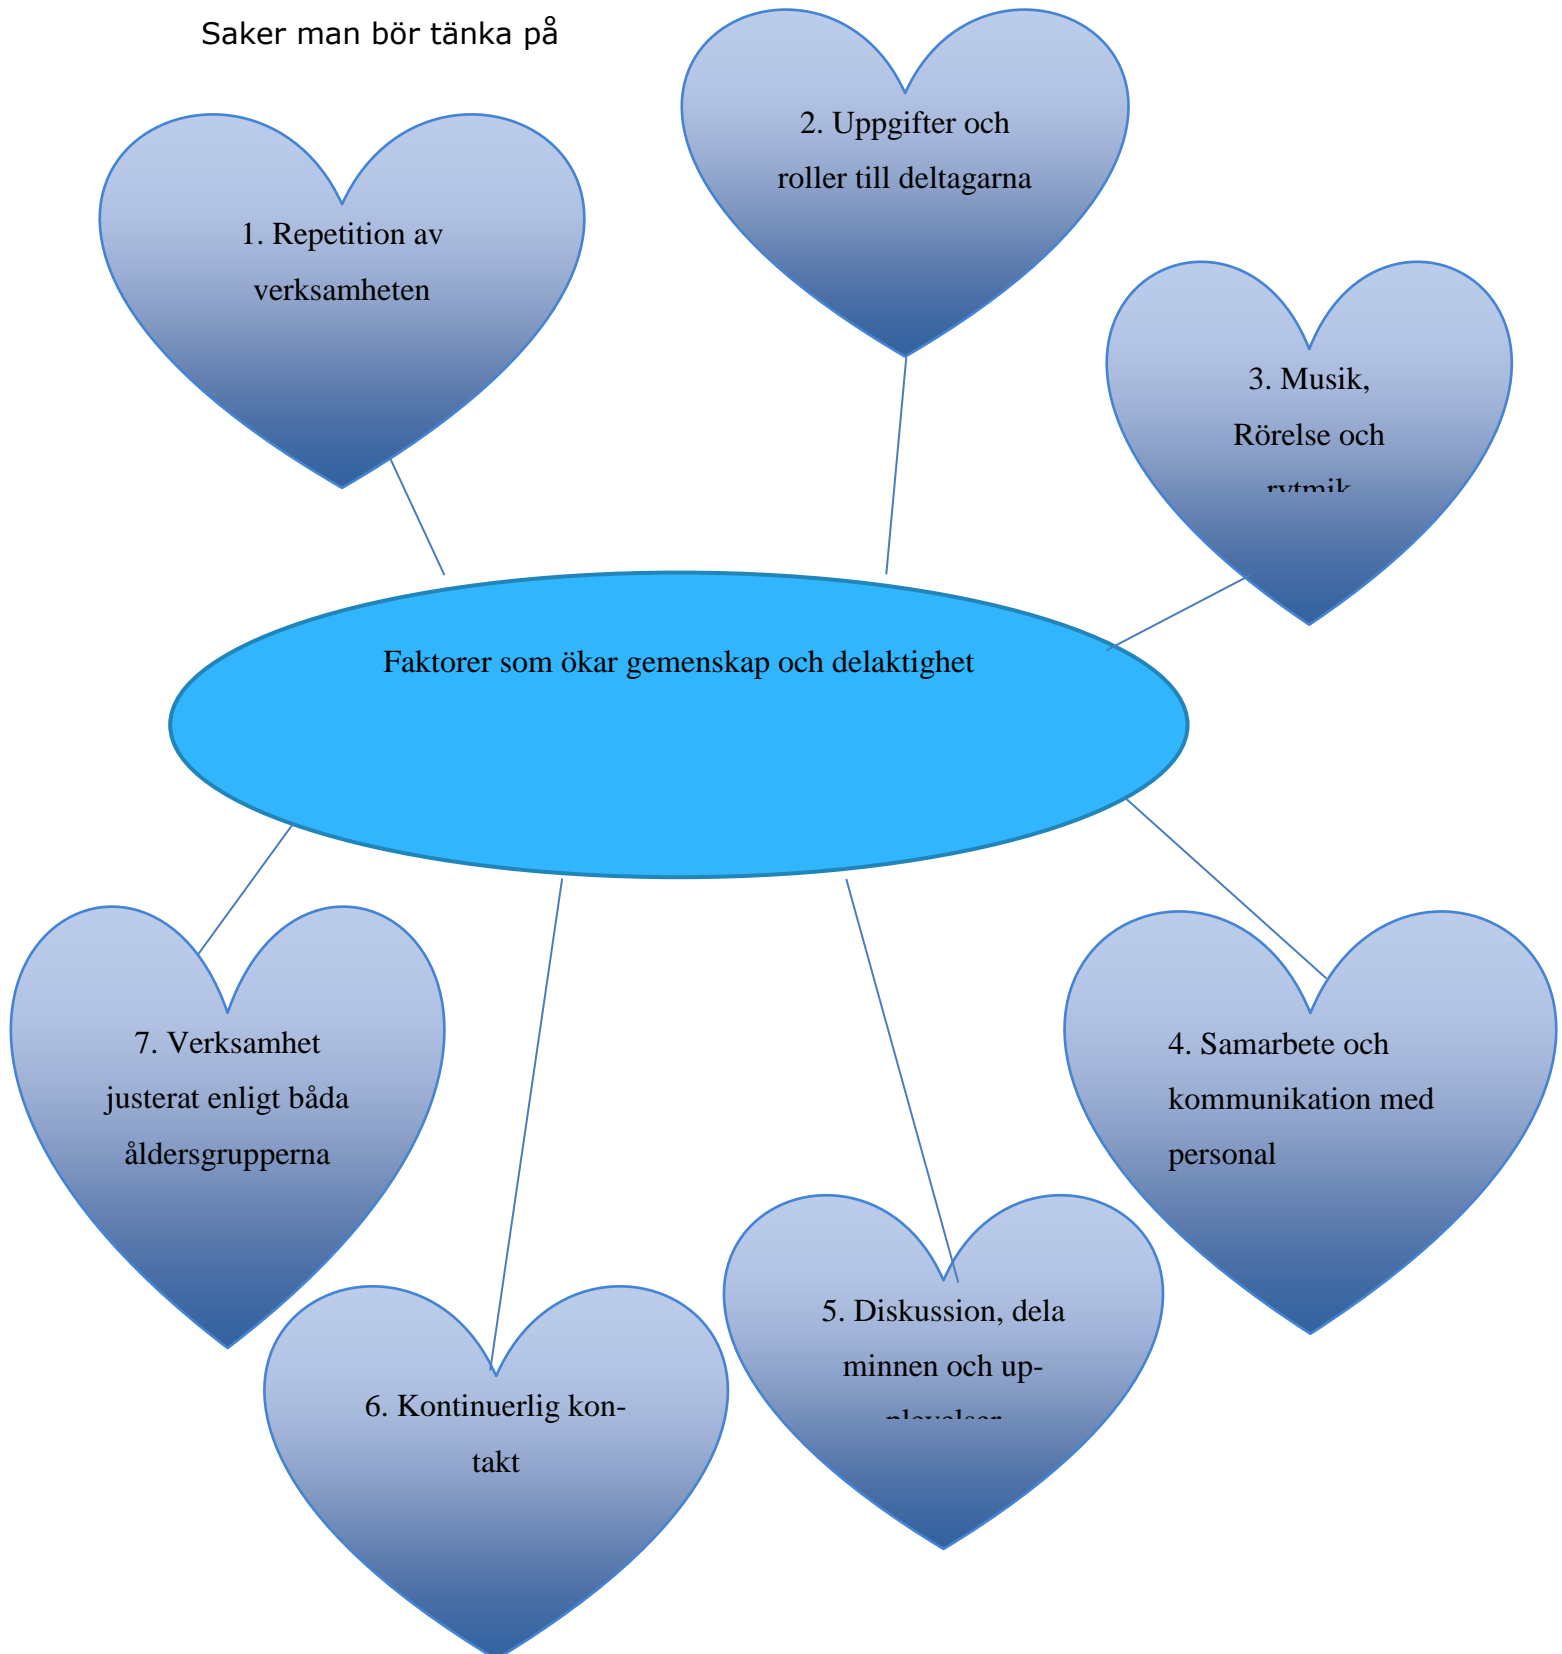 Saker man bör tänka på
2. Uppgifter och
roller till deltagarna
1. Repetition av
verksamheten
3. Musik,
Rörelse och
rytmik
Faktorer som ökar gemenskap och delaktighet
7. Verksamhet
justerat enligt båda
åldersgrupperna
4. Samarbete och
kommunikation med
personal
5. Diskussion, dela
minnen och up-
plevelser
6. Kontinuerlig kon-
takt